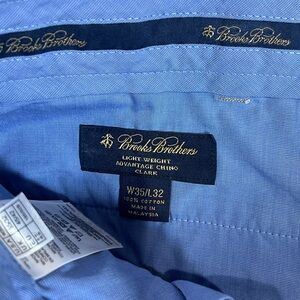 Brooks Brothers
Brooks Brothers
Brooks Brothers
LIGHT WEIGHT
ADVANTAGE CHINO
CLARK
W35/L32
100% COTTON
MADE IN
MALAYSIA